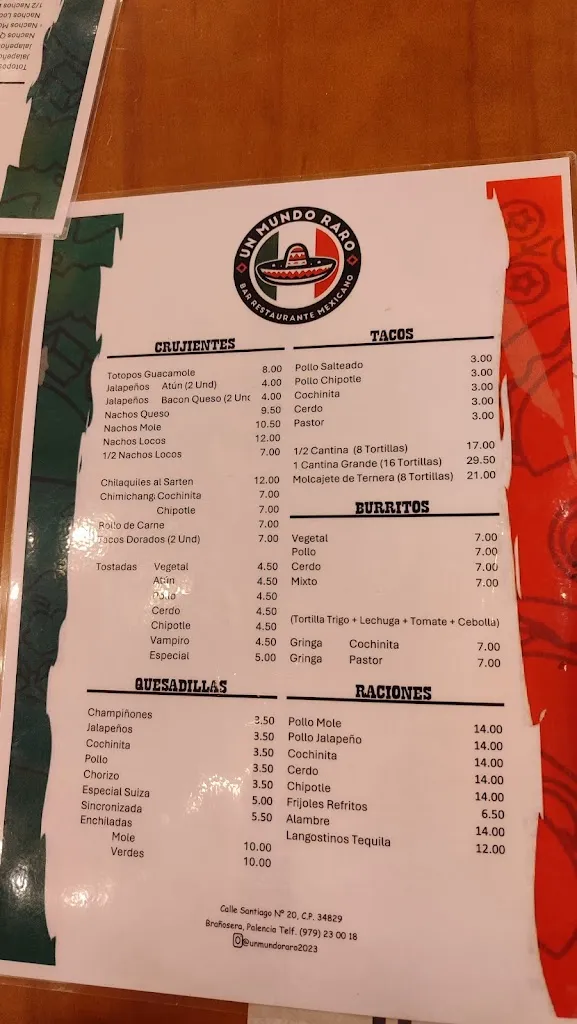 1/2 Nachos
Nachos Loc
- Nachos Mo
Nachos Q
Jalapeño
Jalapeño
Totopos
UN MUNDO RARO
BAR RESTAURANTE MEXICANO
CRUJIENTES
Totopos Guacamole 8.00
Jalapeños Atún (2 Und) 4.00
Jalapeños Bacon Queso (2 Und 4.00
Nachos Queso 9.50
Nachos Mole 10.50
Nachos Locos 12.00
1/2 Nachos Locos 7.00
Chilaquiles al Sarten 12.00
Chimichanga Cochinita 7.00
Chipotle 7.00
Rollo de Carne 7.00
Tacos Dorados (2 Und) 7.00
Tostadas Vegetal 4.50
Atún 4.50
Pollo 4.50
Cerdo 4.50
Chipotle 4.50
Vampiro 4.50
Especial 5.00
TACOS
Pollo Salteado 3.00
Pollo Chipotle 3.00
Cochinita 3.00
Cerdo 3.00
Pastor 3.00
1/2 Cantina (8 Tortillas) 17.00
1 Cantina Grande (16 Tortillas) 29.50
Molcajete de Ternera (8 Tortillas) 21.00
BURRITOS
Vegetal 7.00
Pollo 7.00
Cerdo 7.00
Mixto 7.00
(Tortilla Trigo + Lechuga + Tomate + Cebolla)
Gringa Cochinita 7.00
Gringa Pastor 7.00
QUESADILLAS
Champiñones 3.50
Jalapeños 3.50
Cochinita 3.50
Pollo 3.50
Chorizo 3.50
Especial Suiza 5.00
Sincronizada 5.50
Enchiladas
Mole 10.00
Verdes 10.00
RACIONES
Pollo Mole 14.00
Pollo Jalapeño 14.00
Cochinita 14.00
Cerdo 14.00
Chipotle 14.00
Frijoles Refritos 6.50
Alambre 14.00
Langostinos Tequila 12.00
Calle Santiago Nº 20, C.P. 34829
Brañosera, Palencia Telf. (979) 23 00 18
@unmundoraro2023